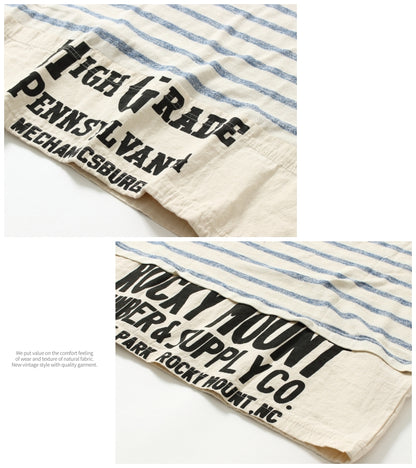 HIGH GRADE
PENNSYLVANI
MECHANICSBURG
ROCKY MOUNT
& SUPPLY CO.
PARK ROCKY MOUNT, NC
We put value on the comfort feeling
of wear and texture of natural fabric.
New vintage style with quality garment.